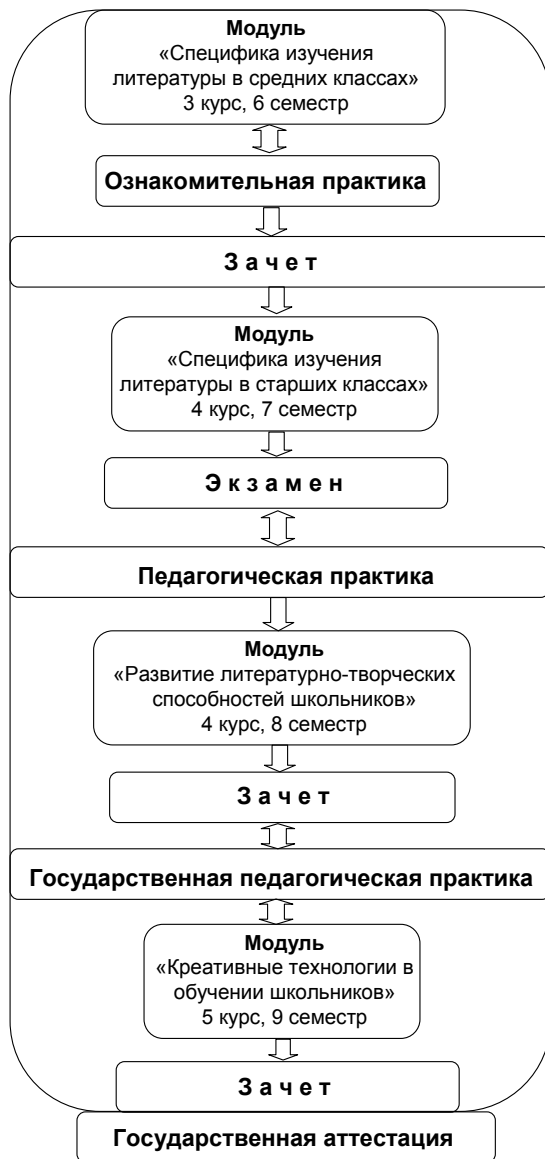 Модуль
«Специфика изучения
литературы в средних классах»
3 курс, 6 семестр
Ознакомительная практика
З а ч е т
Модуль
«Специфика изучения
литературы в старших классах»
4 курс, 7 семестр
Э к з а м е н
Педагогическая практика
Модуль
«Развитие литературно-творческих
способностей школьников»
4 курс, 8 семестр
З а ч е т
Государственная педагогическая практика
Модуль
«Креативные технологии в
обучении школьников»
5 курс, 9 семестр
З а ч е т
Государственная аттестация